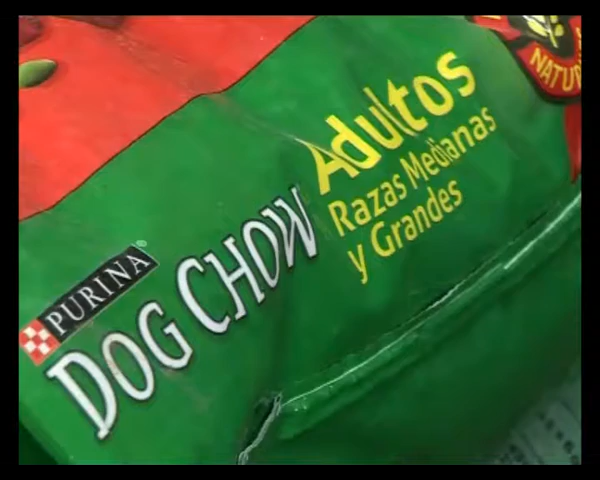 PURINA®
DOG CHOW
Adultos
Razas Medianas
y Grandes